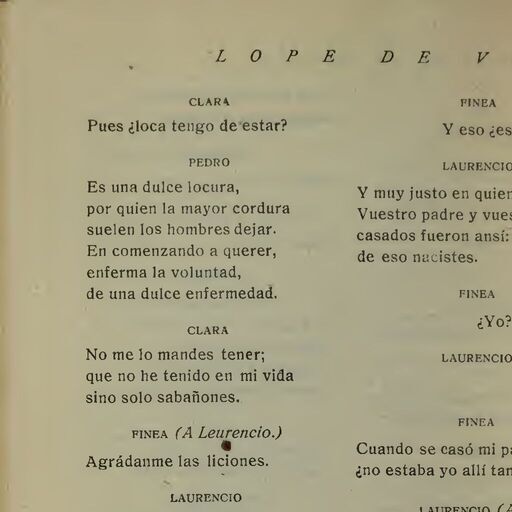 LOPE DE V
CLARA
Pues ¿loca tengo de estar?
PEDRO
Es una dulce locura,
por quien la mayor cordura
suelen los hombres dejar.
En comenzando a querer,
enferma la voluntad,
de una dulce enfermedad.
CLARA
No me lo mandes tener;
que no he tenido en mi vida
sino solo sabañones.
FINEA (A Leurencio.)
Agrádanme las liciones.
LAURENCIO
FINEA
Y eso ¿es
LAURENCIO
Y muy justo en quien
Vuestro padre y vues
casados fueron ansí:
de eso nacistes.
FINEA
¿Yo?
LAURENCIO
FINEA
Cuando se casó mi pa
¿no estaba yo allí tam
LAURENCIO (A